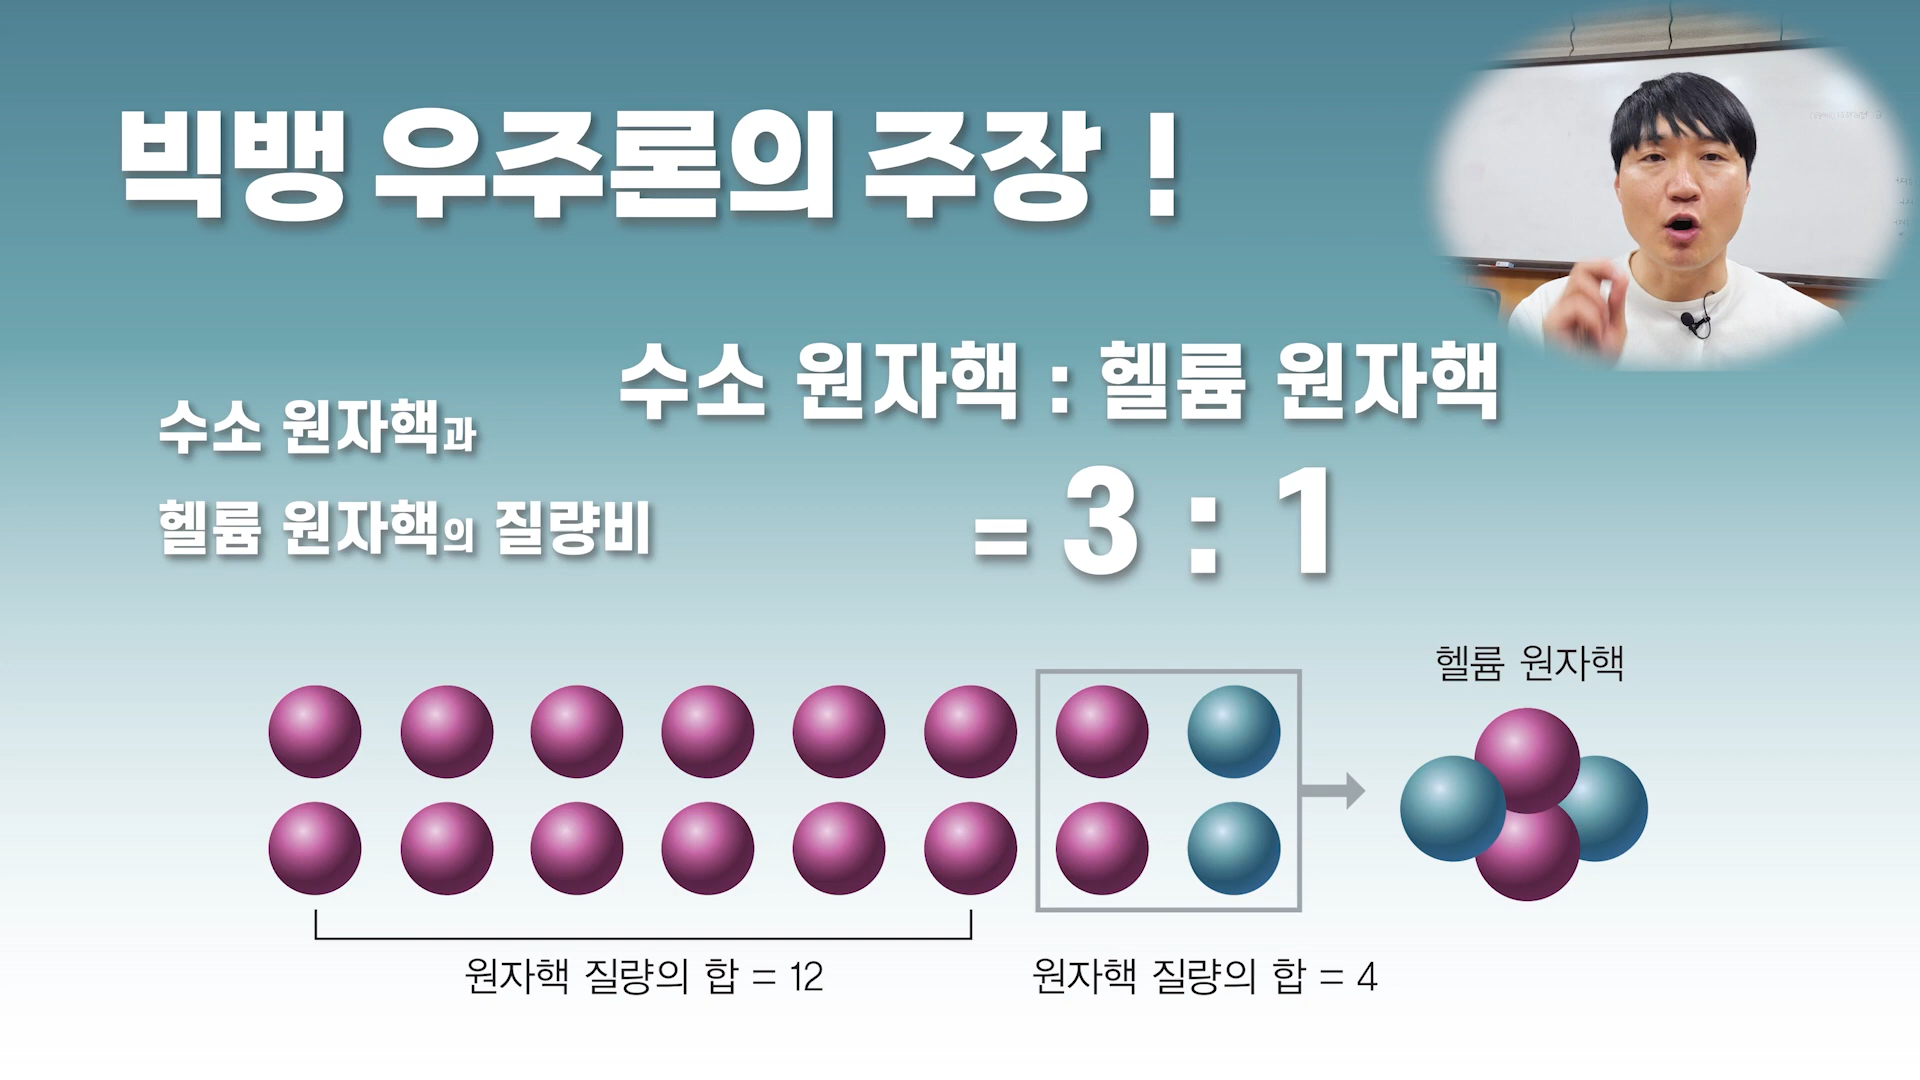 빅뱅 우주론의 주장 !
수소 원자핵과
헬륨 원자핵의 질량비
수소 원자핵 : 헬륨 원자핵
= 3 : 1
헬륨 원자핵
원자핵 질량의 합 = 12
원자핵 질량의 합 = 4